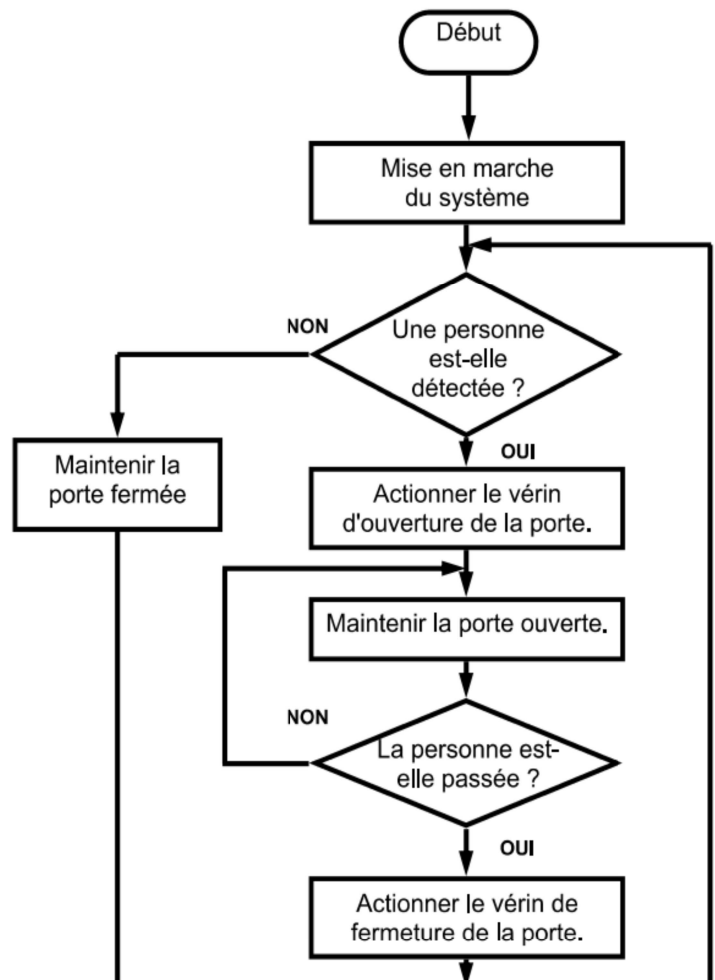 Début
Mise en marche
du système
NON
Une personne
est-elle
détectée ?
OUI
Maintenir la
porte fermée
Actionner le vérin
d'ouverture de la porte.
Maintenir la porte ouverte.
NON
La personne est-
elle passée ?
OUI
Actionner le vérin de
fermeture de la porte.